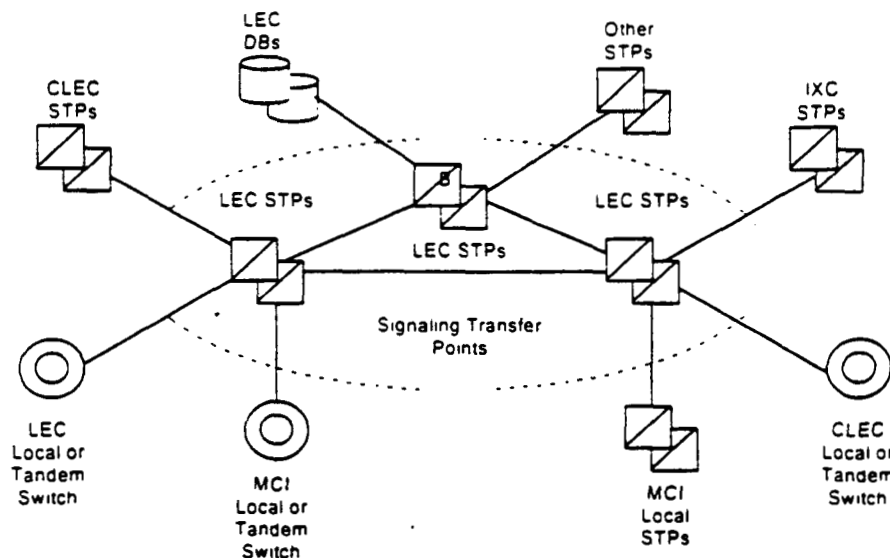 LEC
DBs
Other
STPs
CLEC
STPs
IXC
STPs
B
LEC STPs
LEC STPs
LEC STPs
Signaling Transfer
Points
LEC
Local or
Tandem
Switch
MCI
Local or
Tandem
Switch
MCI
Local
STPs
CLEC
Local or
Tandem
Switch